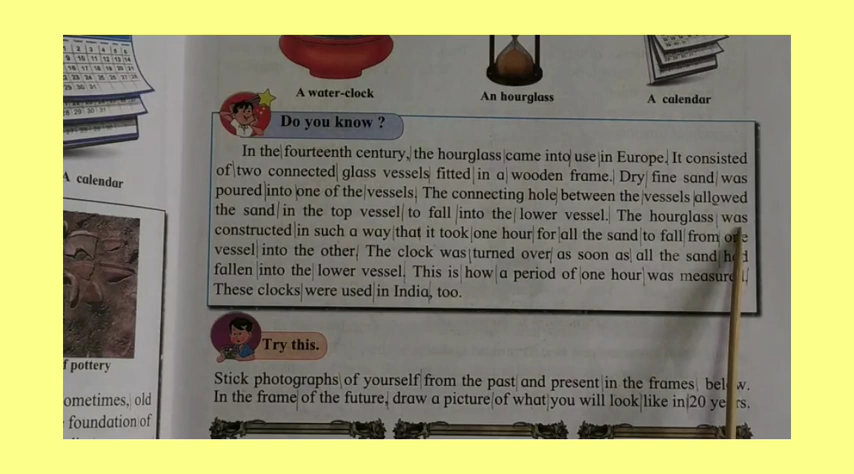 A water-clock
An hourglass
A calendar
Do you know ?
In the fourteenth century, the hourglass came into use in Europe. It consisted
of two connected glass vessels fitted in a wooden frame. Dry fine sand was
poured into one of the vessels. The connecting hole between the vessels allowed
the sand in the top vessel to fall into the lower vessel. The hourglass was
constructed in such a way that it took one hour for all the sand to fall from one
vessel into the other. The clock was turned over as soon as all the sand had
fallen into the lower vessel. This is how a period of one hour was measured.
These clocks were used in India, too.
Try this.
Stick photographs of yourself from the past and present in the frames below.
In the frame of the future, draw a picture of what you will look like in 20 years.
A calendar
f pottery
ometimes, old
foundation of